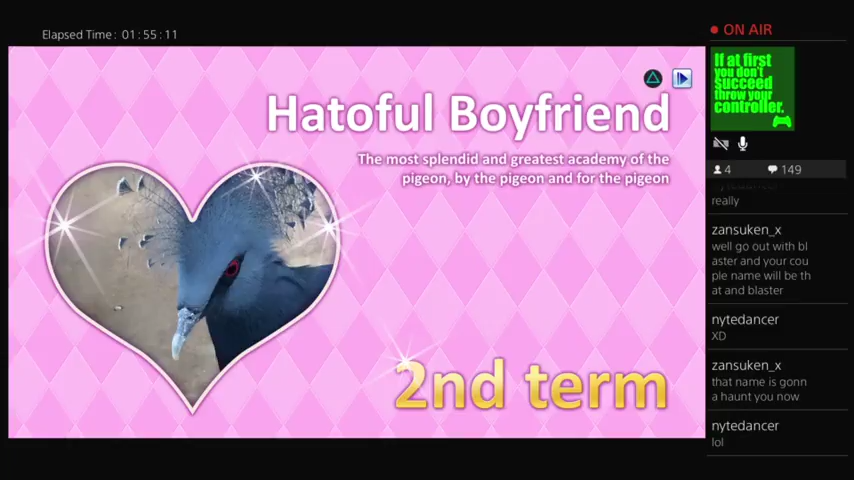 Elapsed Time : 01:55:11
ON AIR
Hatoful Boyfriend
The most splendid and greatest academy of the
pigeon, by the pigeon and for the pigeon
2nd term
If at first
you don't
succeed
throw your
controller.
4
149
really
zansuken_x
well go out with bl
aster and your cou
ple name will be th
at and blaster
nytedancer
XD
zansuken_x
that name is gonn
a haunt you now
nytedancer
lol